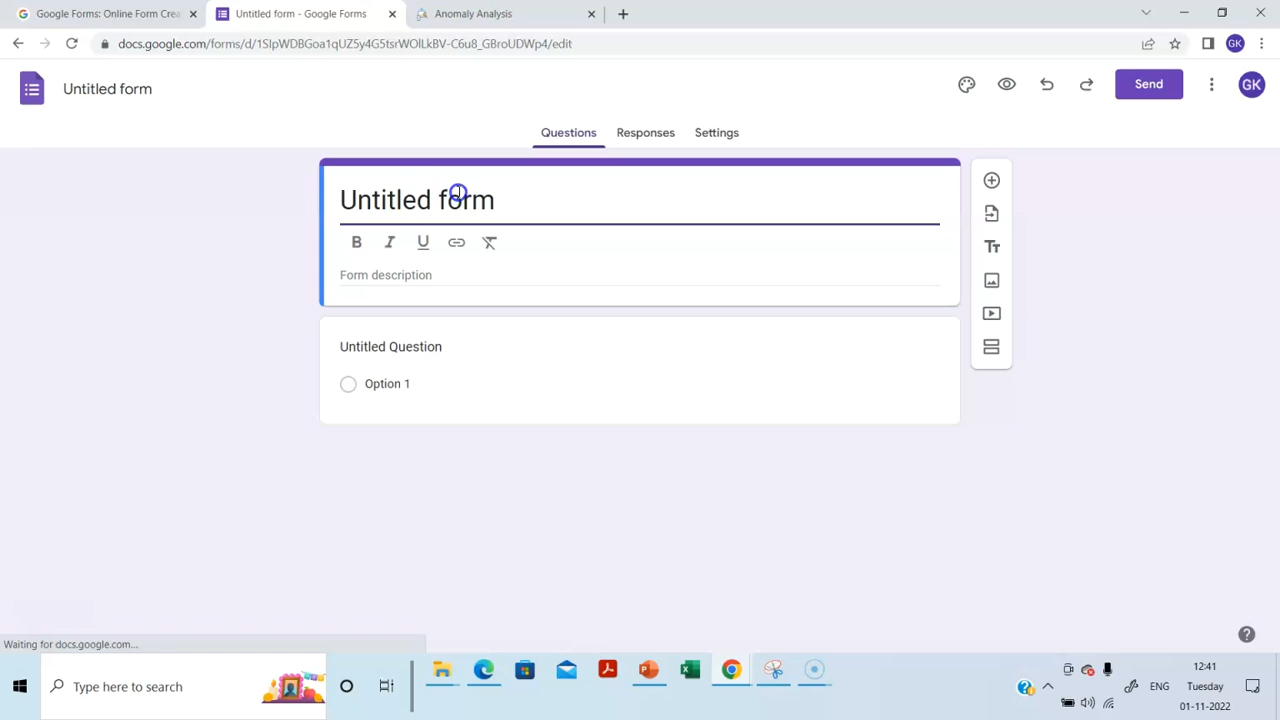 Google Forms: Online Form Crea
Untitled form - Google Forms
Anomaly Analysis
docs.google.com/forms/d/1SIpWDBGoa1qUZ5y4G5tsrWOlLkBV-C6u8_GBroUDWp4/edit
GK
Untitled form
Send
GK
Questions
Responses
Settings
Untitled form
B
I
U
Form description
Untitled Question
Option 1
Tт
Waiting for docs.google.com...
Type here to search
ENG
12:41
Tuesday
01-11-2022